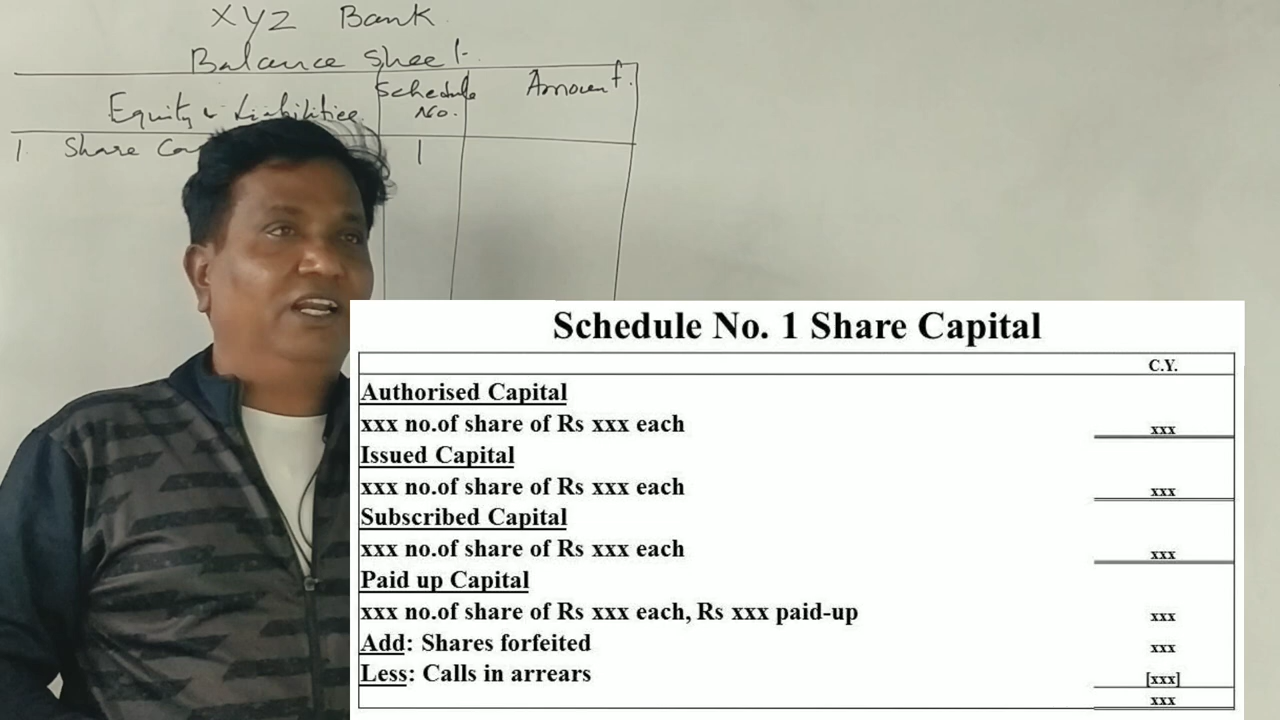 XYZ Bank
Balance Sheet
Equity & Liabilities Schedule No. Amount.
1. Share 1
Schedule No. 1 Share Capital
C.Y.
Authorised Capital
xxx no.of share of Rs xxx each xxx
Issued Capital
xxx no.of share of Rs xxx each xxx
Subscribed Capital
xxx no.of share of Rs xxx each xxx
Paid up Capital
xxx no.of share of Rs xxx each, Rs xxx paid-up xxx
Add: Shares forfeited xxx
Less: Calls in arrears [xxx]
xxx